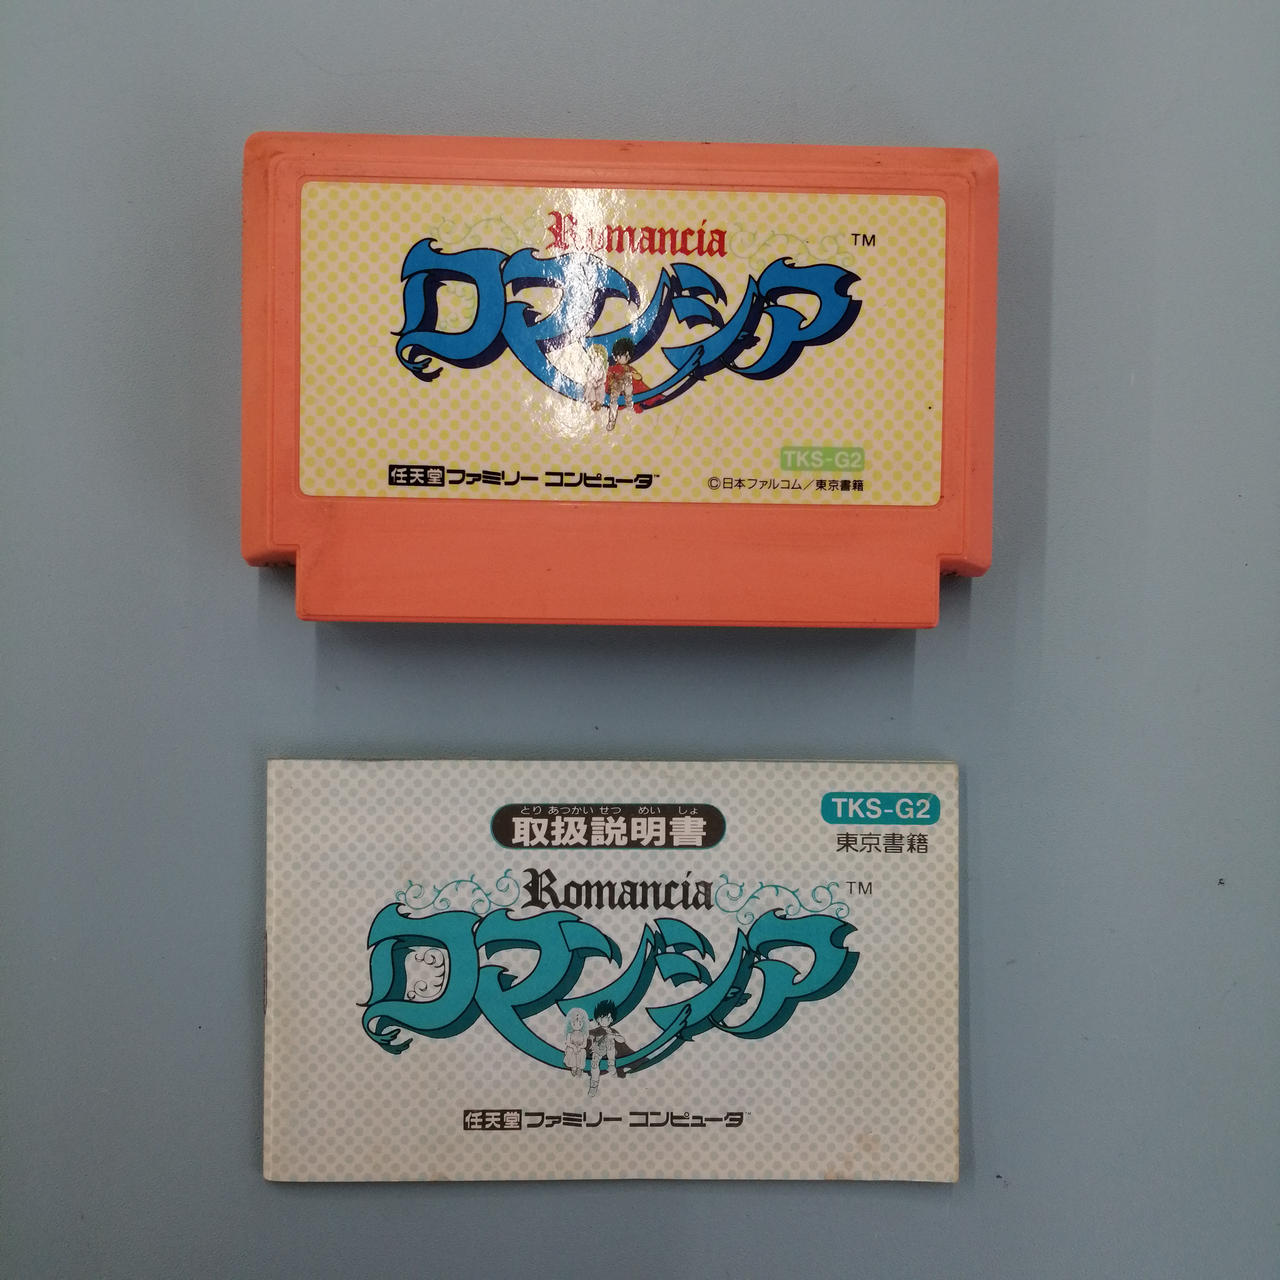 Romancia
ロマンシア TM
TKS-G2
任天堂 ファミリー コンピュータ™
©日本ファルコム/東京書籍
とり あつかい せつ めい しょ
取扱説明書
TKS-G2
東京書籍
Romancia
ロマンシア TM
任天堂 ファミリー コンピュータ™